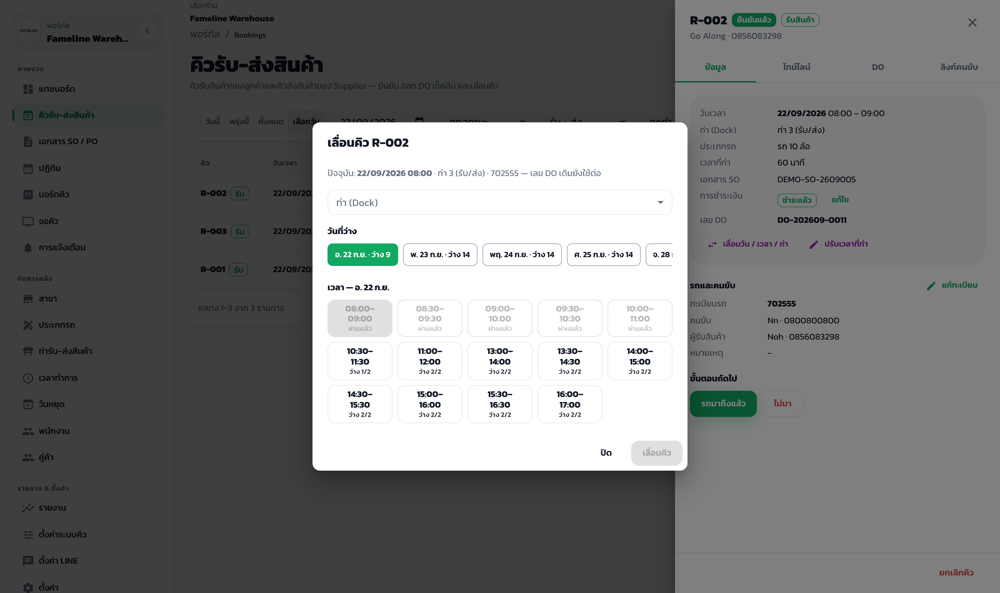 FAMELINE
พอร์ทัล
Fameline Wareh...
ภาพรวม
แดชบอร์ด
คิวรับ-ส่งสินค้า
เอกสาร SO / PO
ปฏิทิน
บอร์ดคิว
จอคิว
การแจ้งเตือน
จัดการคลัง
สาขา
ประเภทรถ
ท่ารับ-ส่งสินค้า
เวลาทำการ
วันหยุด
พนักงาน
คู่ค้า
รายงาน & ตั้งค่า
รายงาน
ตั้งค่าระบบคิว
ตั้งค่า LINE
ตั้งค่า
เลือกร้าน
Fameline Warehouse
พอร์ทัล / Bookings
คิวรับ-ส่งสินค้า
คิวรับสินค้าของลูกค้าและคิวส่งสินค้าของ Supplier — ยืนยัน ออก DO เช็คอิน และเลื่อนคิว
วันนี้ พรุ่งนี้ ทั้งหมด เลือกวัน 22/09/2026 ทุกสถานะ รับ + ส่ง ทุกท่า
คิว วันเวลา
R-002 รับ 22/09/202
R-003 รับ 22/09/202
R-001 รับ 22/09/202
แสดง 1-3 จาก 3 รายการ
เลื่อนคิว R-002
ปัจจุบัน: 22/09/2026 08:00 · ท่า 3 (รับ/ส่ง) · 702555 — เลข DO เดิมยังใช้ต่อ
ท่า (Dock)
วันที่ว่าง
อ. 22 ก.ย. · ว่าง 9 พ. 23 ก.ย. · ว่าง 14 พฤ. 24 ก.ย. · ว่าง 14 ศ. 25 ก.ย. · ว่าง 14 จ. 28
เวลา — อ. 22 ก.ย.
08:00– 08:30– 09:00– 09:30– 10:00–
09:00 09:30 10:00 10:30 11:00
ผ่านแล้ว ผ่านแล้ว ผ่านแล้ว ผ่านแล้ว ผ่านแล้ว
10:30– 11:00– 13:00– 13:30– 14:00–
11:30 12:00 14:00 14:30 15:00
ว่าง 1/2 ว่าง 2/2 ว่าง 2/2 ว่าง 2/2 ว่าง 2/2
14:30– 15:00– 15:30– 16:00–
15:30 16:00 16:30 17:00
ว่าง 2/2 ว่าง 2/2 ว่าง 2/2 ว่าง 2/2
ปิด เลื่อนคิว
R-002 ยืนยันแล้ว รับสินค้า
Go Along · 0856083298
ข้อมูล ไทม์ไลน์ DO ลิงก์คนขับ
วันเวลา 22/09/2026 08:00 – 09:00
ท่า (Dock) ท่า 3 (รับ/ส่ง)
ประเภทรถ รถ 10 ล้อ
เวลาที่ท่า 60 นาที
เอกสาร SO DEMO-SO-2609005
การชำระเงิน ชำระแล้ว แก้ไข
เลข DO DO-202609-0011
เลื่อนวัน / เวลา / ท่า ปรับเวลาที่ท่า
รถและคนขับ แก้ทะเบียน
ทะเบียนรถ 702555
คนขับ Nn · 0800800800
ผู้รับสินค้า Noh · 0856083298
หมายเหตุ -
ขั้นตอนถัดไป
รถมาถึงแล้ว ไม่มา
ยกเลิกคิว